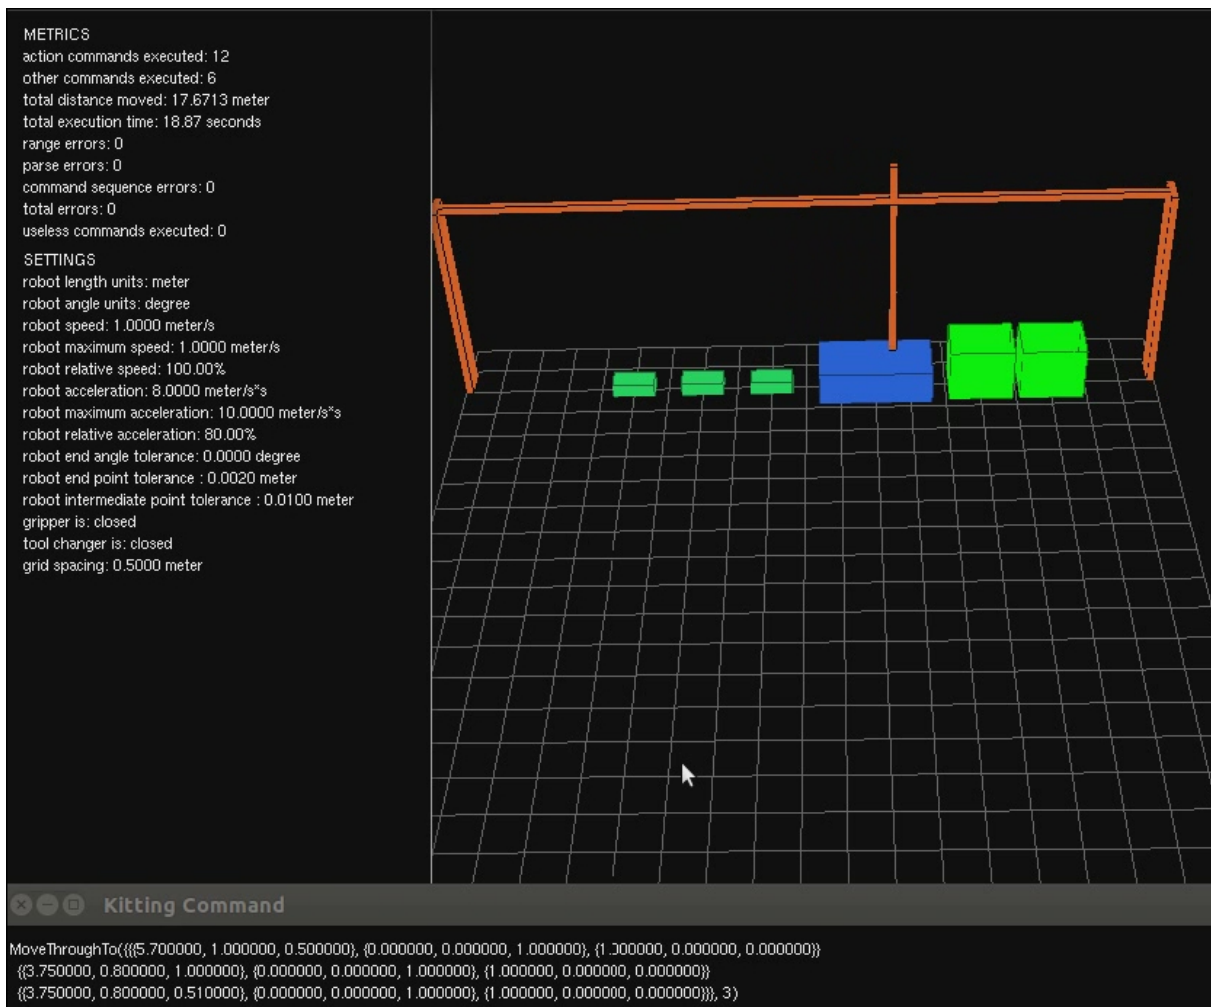 METRICS
action commands executed: 12
other commands executed: 6
total distance moved: 17.6713 meter
total execution time: 18.87 seconds
range errors: 0
parse errors: 0
command sequence errors: 0
total errors: 0
useless commands executed: 0
SETTINGS
robot length units: meter
robot angle units: degree
robot speed: 1.0000 meter/s
robot maximum speed: 1.0000 meter/s
robot relative speed: 100.00%
robot acceleration: 8.0000 meter/s*s
robot maximum acceleration: 10.0000 meter/s*s
robot relative acceleration: 80.00%
robot end angle tolerance: 0.0000 degree
robot end point tolerance : 0.0020 meter
robot intermediate point tolerance : 0.0100 meter
gripper is: closed
tool changer is: closed
grid spacing: 0.5000 meter
Kitting Command
MoveThroughTo({{{5.700000, 1.000000, 0.500000}, {0.000000, 0.000000, 1.000000}, {1.000000, 0.000000, 0.000000}}
{{3.750000, 0.800000, 1.000000}, {0.000000, 0.000000, 1.000000}, {1.000000, 0.000000, 0.000000}}
{{3.750000, 0.800000, 0.510000}, {0.000000, 0.000000, 1.000000}, {1.000000, 0.000000, 0.000000}}}, 3)